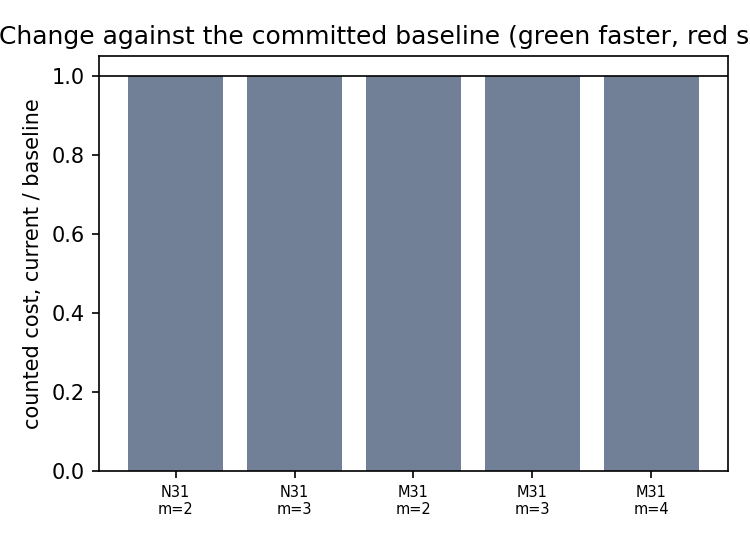 Change against the committed baseline (green faster, red s
counted cost, current / baseline
1.0
0.8
0.6
0.4
0.2
0.0
N31 N31 M31 M31 M31
m=2 m=3 m=2 m=3 m=4